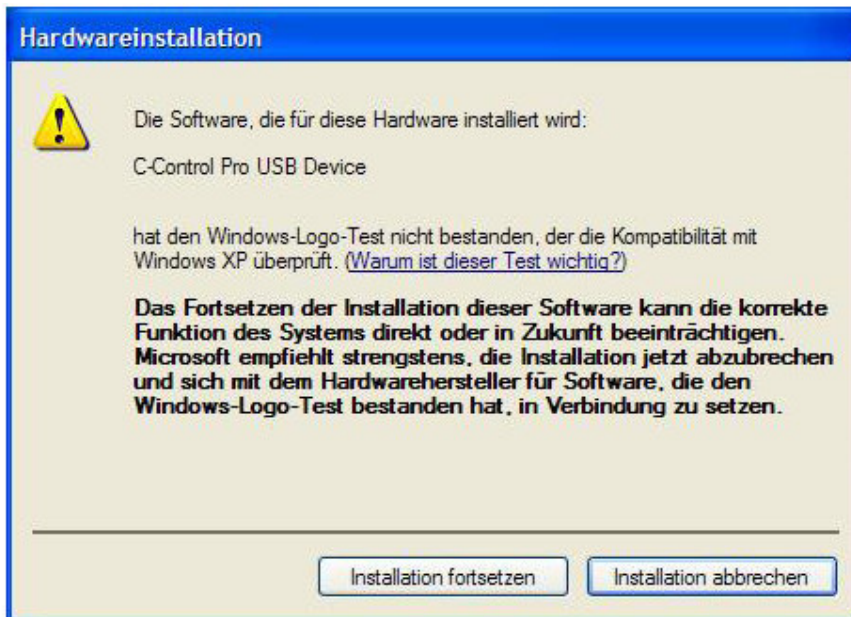 Hardwareinstallation
Die Software, die für diese Hardware installiert wird:
C-Control Pro USB Device
hat den Windows-Logo-Test nicht bestanden, der die Kompatibilität mit
Windows XP überprüft. (Warum ist dieser Test wichtig?)
Das Fortsetzen der Installation dieser Software kann die korrekte
Funktion des Systems direkt oder in Zukunft beeinträchtigen.
Microsoft empfiehlt strengstens, die Installation jetzt abzubrechen
und sich mit dem Hardwarehersteller für Software, die den
Windows-Logo-Test bestanden hat, in Verbindung zu setzen.
Installation fortsetzen
Installation abbrechen